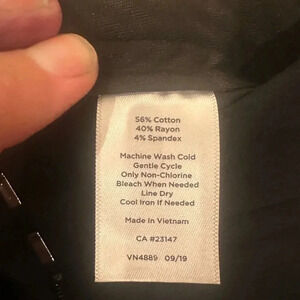 56% Cotton
40% Rayon
4% Spandex
Machine Wash Cold
Gentle Cycle
Only Non-Chlorine
Bleach When Needed
Line Dry
Cool Iron If Needed
Made In Vietnam
CA #23147
VN4889 09/19